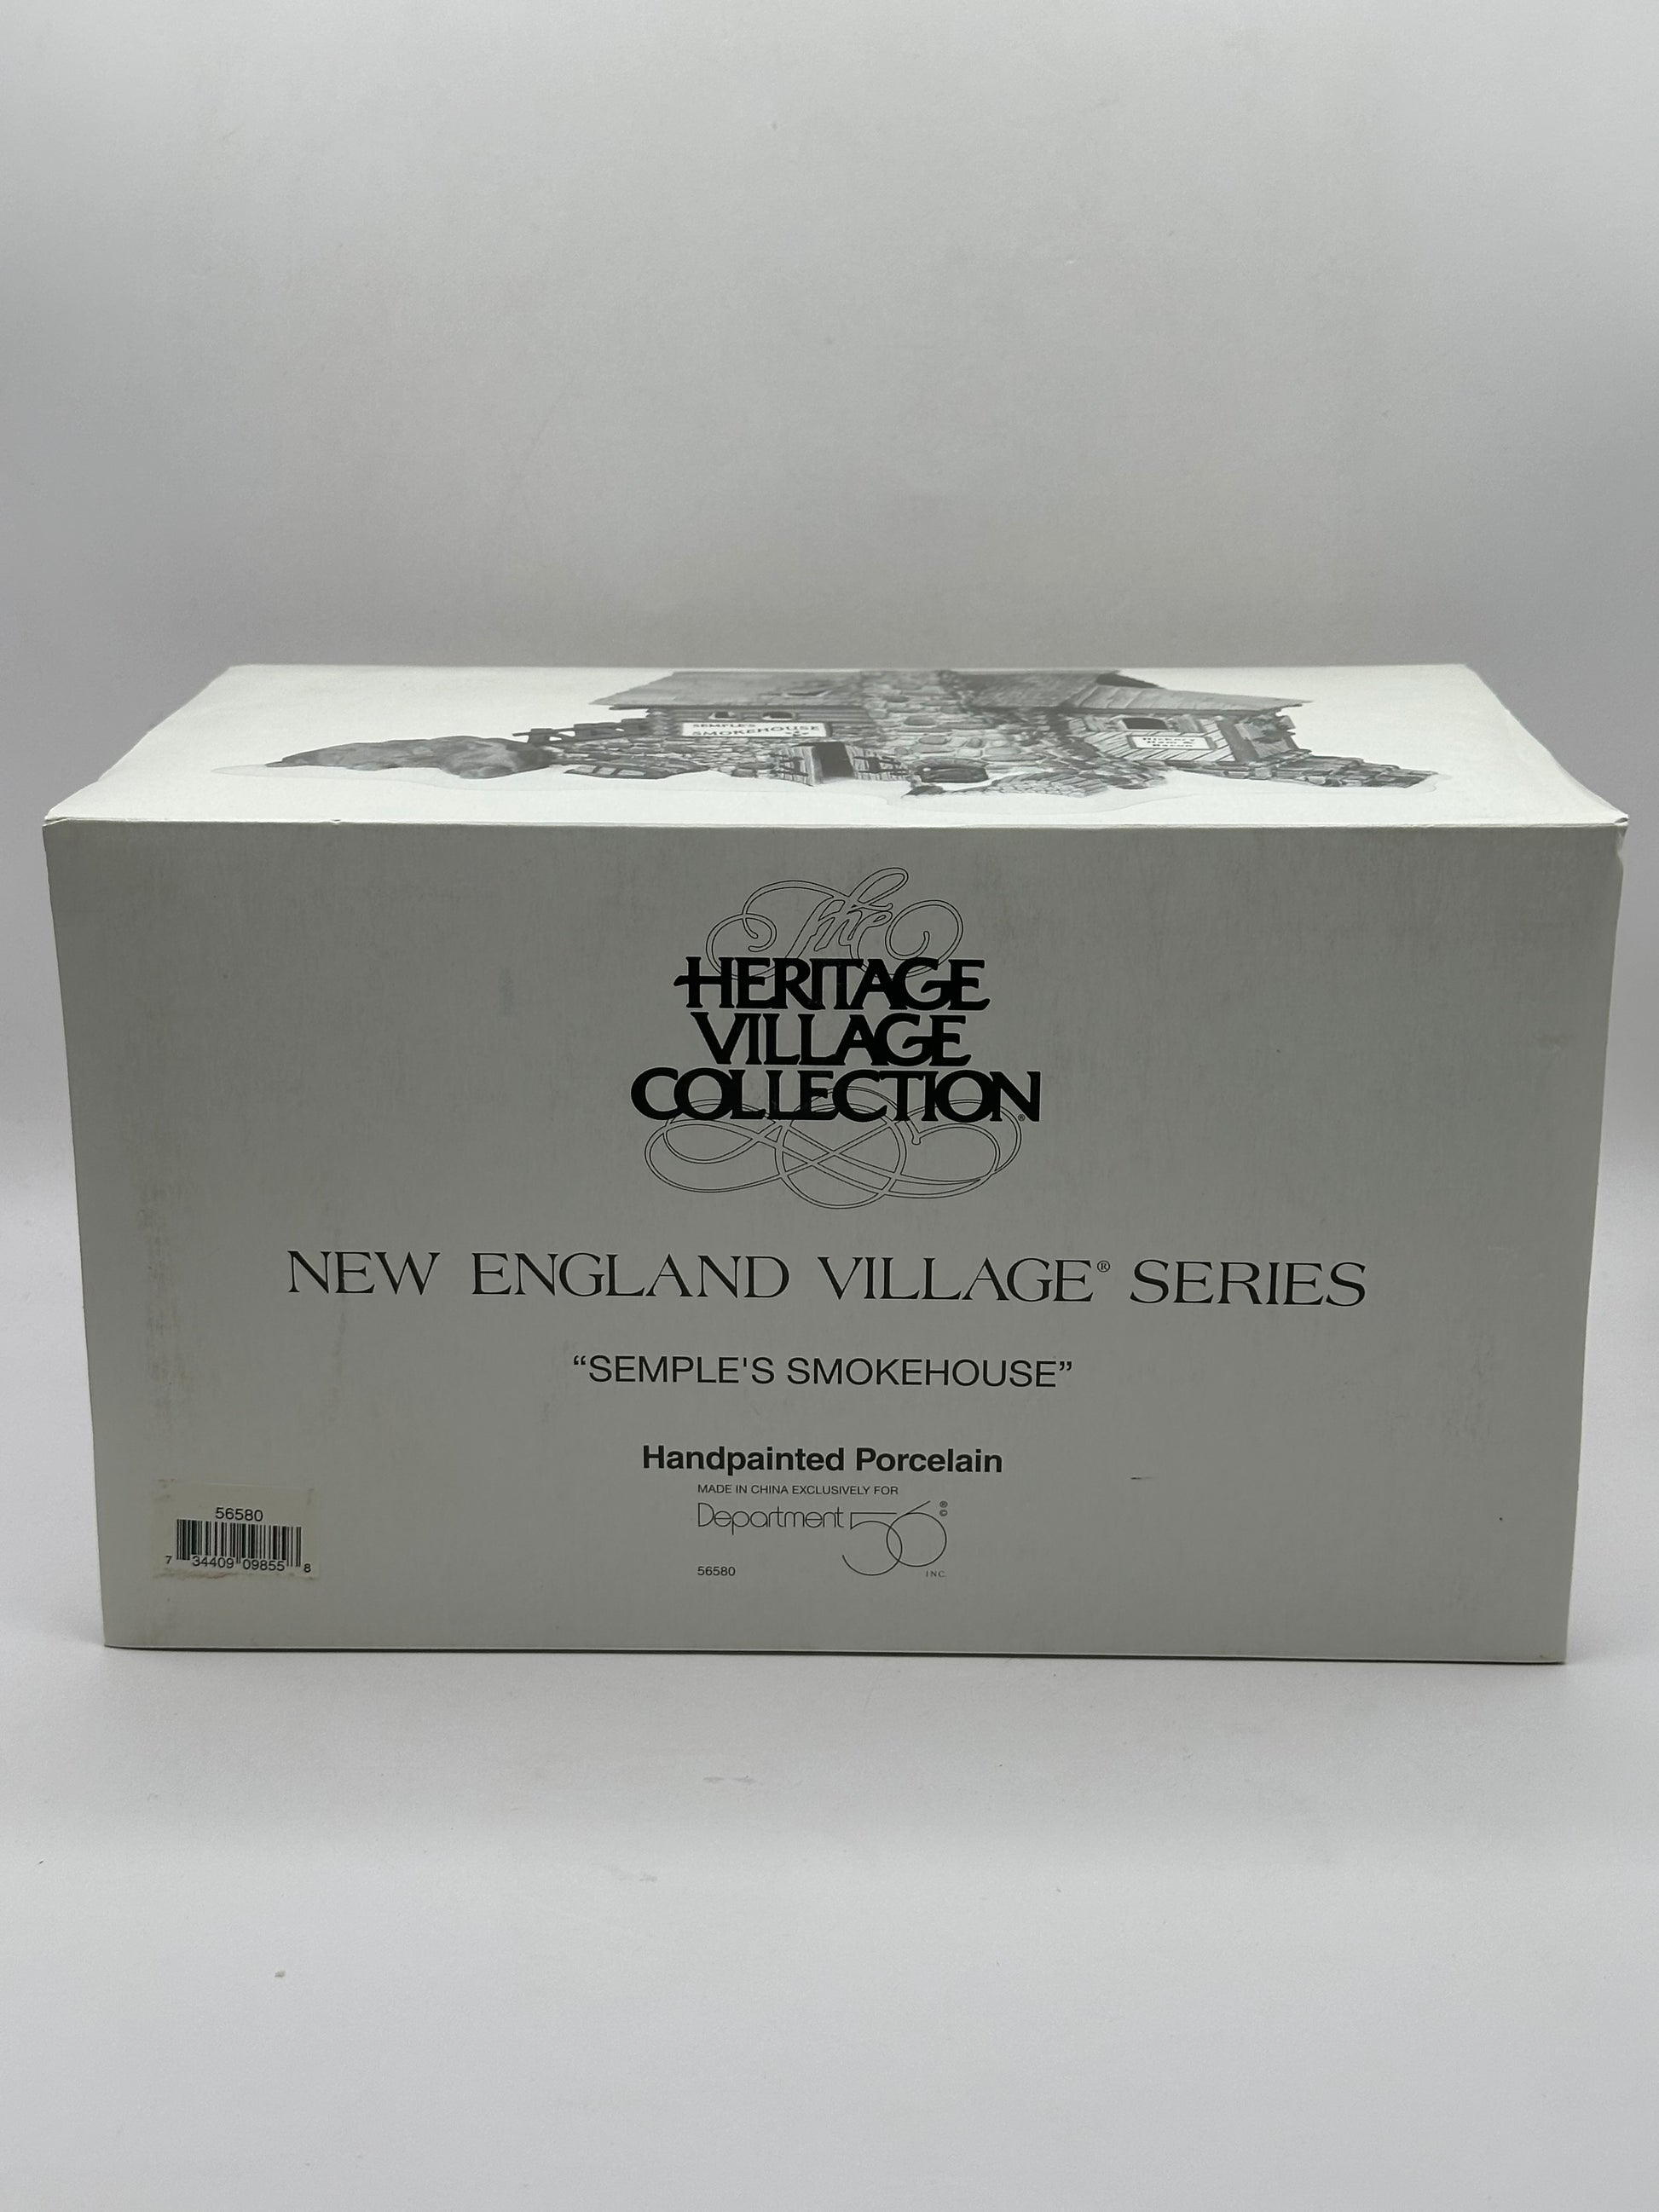 SEMPLE'S
SMOKEHOUSE
The
HERITAGE
VILLAGE
COLLECTION®
NEW ENGLAND VILLAGE® SERIES
“SEMPLE'S SMOKEHOUSE”
Handpainted Porcelain
MADE IN CHINA EXCLUSIVELY FOR
Department 56 ® ©
INC.
56580
56580
7 34409 09855 8